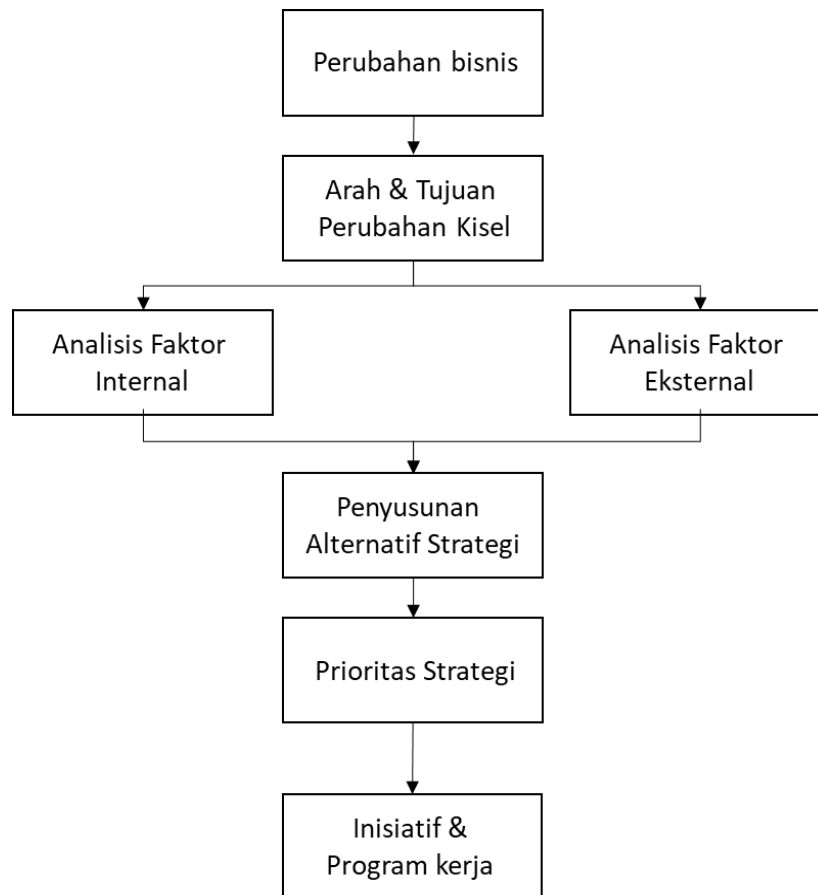 Perubahan bisnis
Arah & Tujuan
Perubahan Kisel
Analisis Faktor
Internal
Analisis Faktor
Eksternal
Penyusunan
Alternatif Strategi
Prioritas Strategi
Inisiatif &
Program kerja